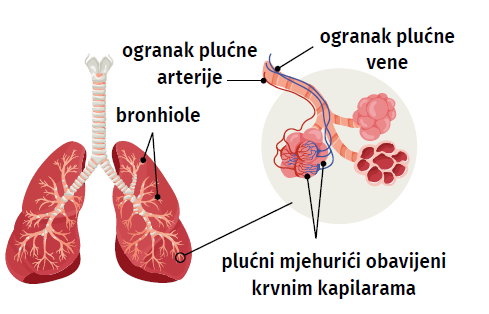 ogranak plućne
arterije
ogranak plućne
vene
bronhiole
plućni mjehurići obavijeni
krvnim kapilarama